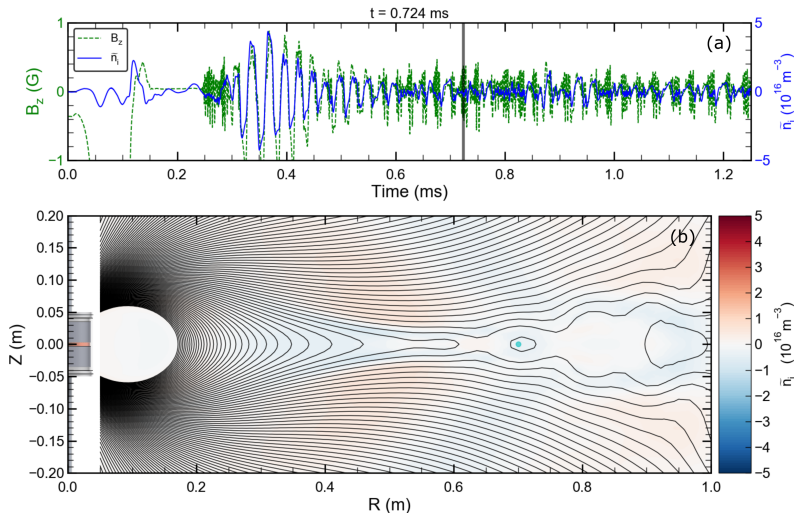 t = 0.724 ms
(a)
B_z
ñ_i
1
0
−1
B_z (G)
5
0
−5
ñ_i (10^16 m^−3)
0.0 0.2 0.4 0.6 0.8 1.0 1.2
Time (ms)
(b)
0.20
0.15
0.10
0.05
0.00
−0.05
−0.10
−0.15
−0.20
Z (m)
0.0 0.2 0.4 0.6 0.8 1.0
R (m)
5
4
3
2
1
0
−1
−2
−3
−4
−5
ñ_i (10^16 m^−3)